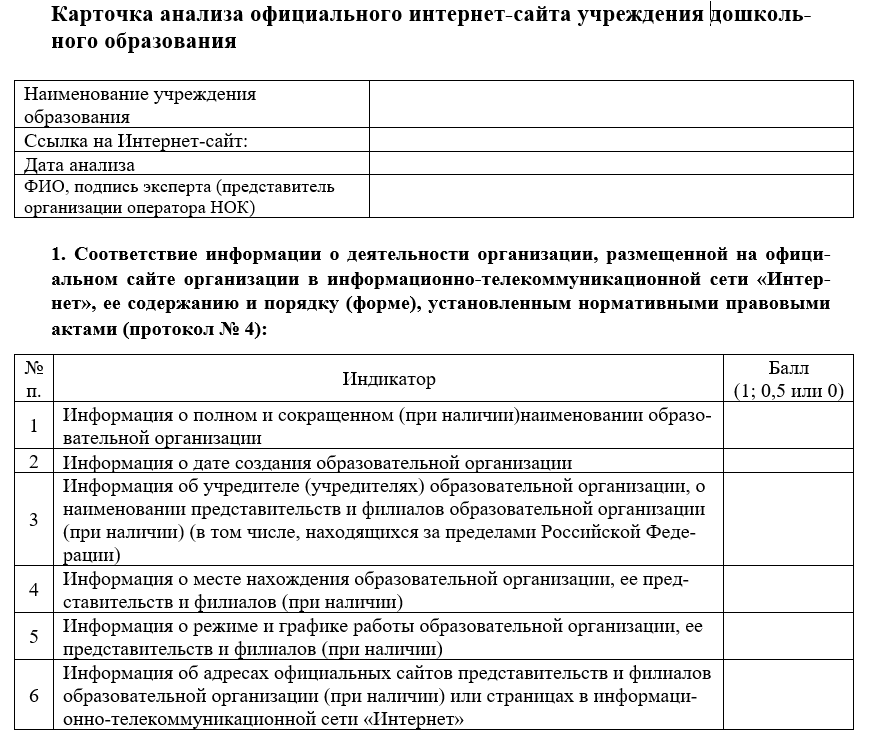 Карточка анализа официального интернет-сайта учреждения дошколь-
ного образования
Наименование учреждения
образования
Ссылка на Интернет-сайт:
Дата анализа
ФИО, подпись эксперта (представитель
организации оператора НОК)
1. Соответствие информации о деятельности организации, размещенной на офици-
альном сайте организации в информационно-телекоммуникационной сети «Интер-
нет», ее содержанию и порядку (форме), установленным нормативными правовыми
актами (протокол № 4):
№
п.
Индикатор
Балл
(1; 0,5 или 0)
1
Информация о полном и сокращенном (при наличии)наименовании образо-
вательной организации
2
Информация о дате создания образовательной организации
3
Информация об учредителе (учредителях) образовательной организации, о
наименовании представительств и филиалов образовательной организации
(при наличии) (в том числе, находящихся за пределами Российской Феде-
рации)
4
Информация о месте нахождения образовательной организации, ее пред-
ставительств и филиалов (при наличии)
5
Информация о режиме и графике работы образовательной организации, ее
представительств и филиалов (при наличии)
6
Информация об адресах официальных сайтов представительств и филиалов
образовательной организации (при наличии) или страницах в информаци-
онно-телекоммуникационной сети «Интернет»